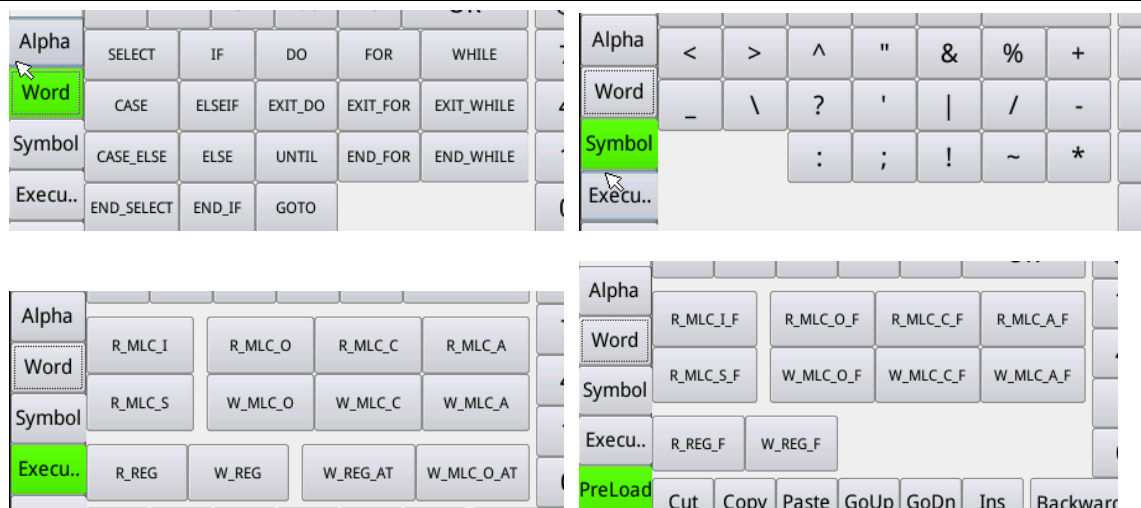 Alpha
SELECT IF DO FOR WHILE
Word
CASE ELSEIF EXIT_DO EXIT_FOR EXIT_WHILE
Symbol
CASE_ELSE ELSE UNTIL END_FOR END_WHILE
Execu..
END_SELECT END_IF GOTO
Alpha
< > ^ " & % +
Word
_ \ ? ' | / -
Symbol
: ; ! ~ *
Execu..
Alpha
R_MLC_I R_MLC_O R_MLC_C R_MLC_A
Word
R_MLC_S W_MLC_O W_MLC_C W_MLC_A
Symbol
Execu..
R_REG W_REG W_REG_AT W_MLC_O_AT
Alpha
R_MLC_I_F R_MLC_O_F R_MLC_C_F R_MLC_A_F
Word
R_MLC_S_F W_MLC_O_F W_MLC_C_F W_MLC_A_F
Symbol
Execu..
R_REG_F W_REG_F
PreLoad
Cut Copy Paste GoUp GoDn Ins Backward